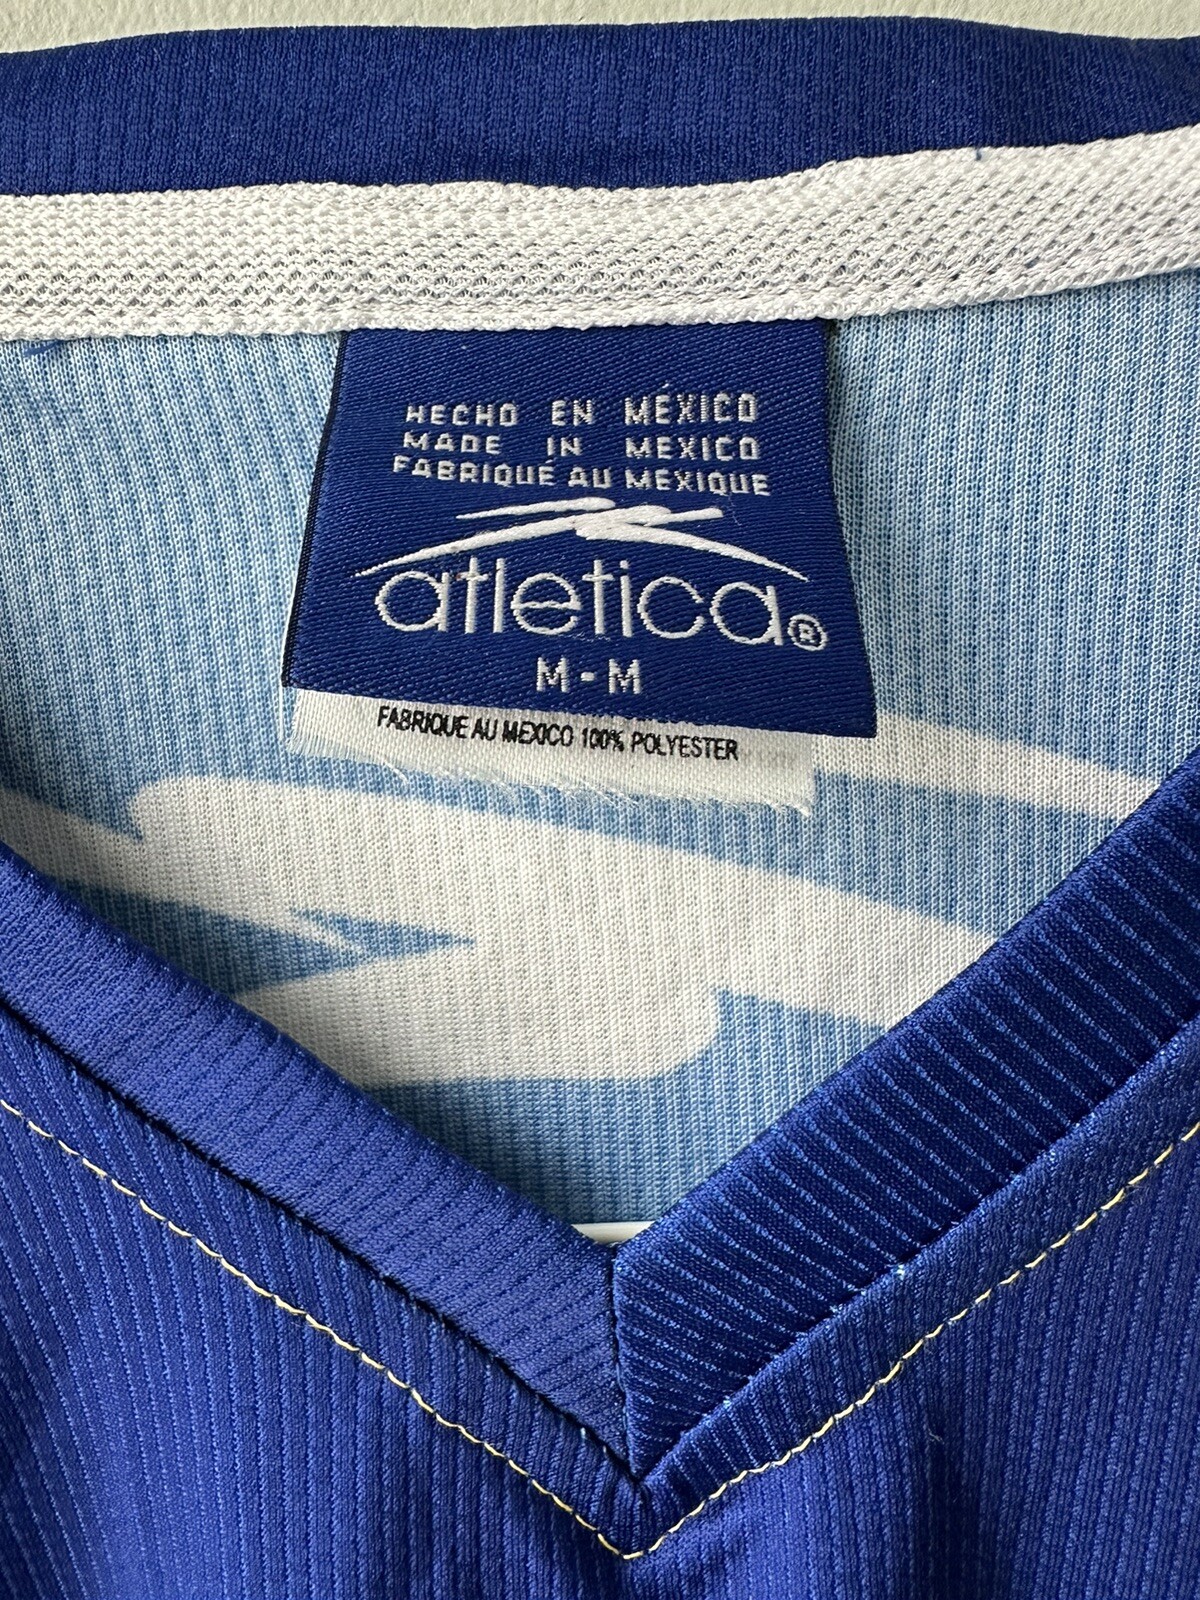 HECHO EN MÉXICO
MADE IN MEXICO
FABRIQUÉ AU MEXIQUE
atletica®
M - M
FABRIQUE AU MEXICO 100% POLYESTER